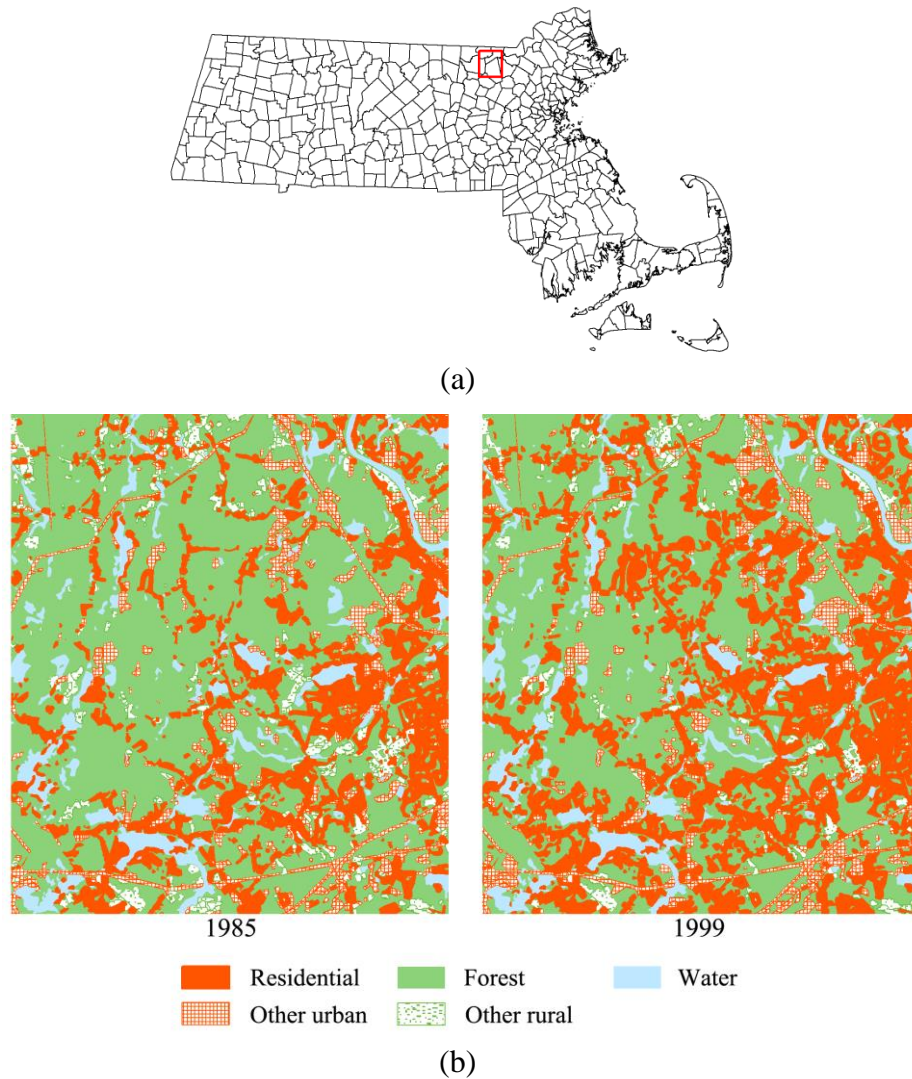 (a)
1985 1999
Residential Forest Water
Other urban Other rural
(b)